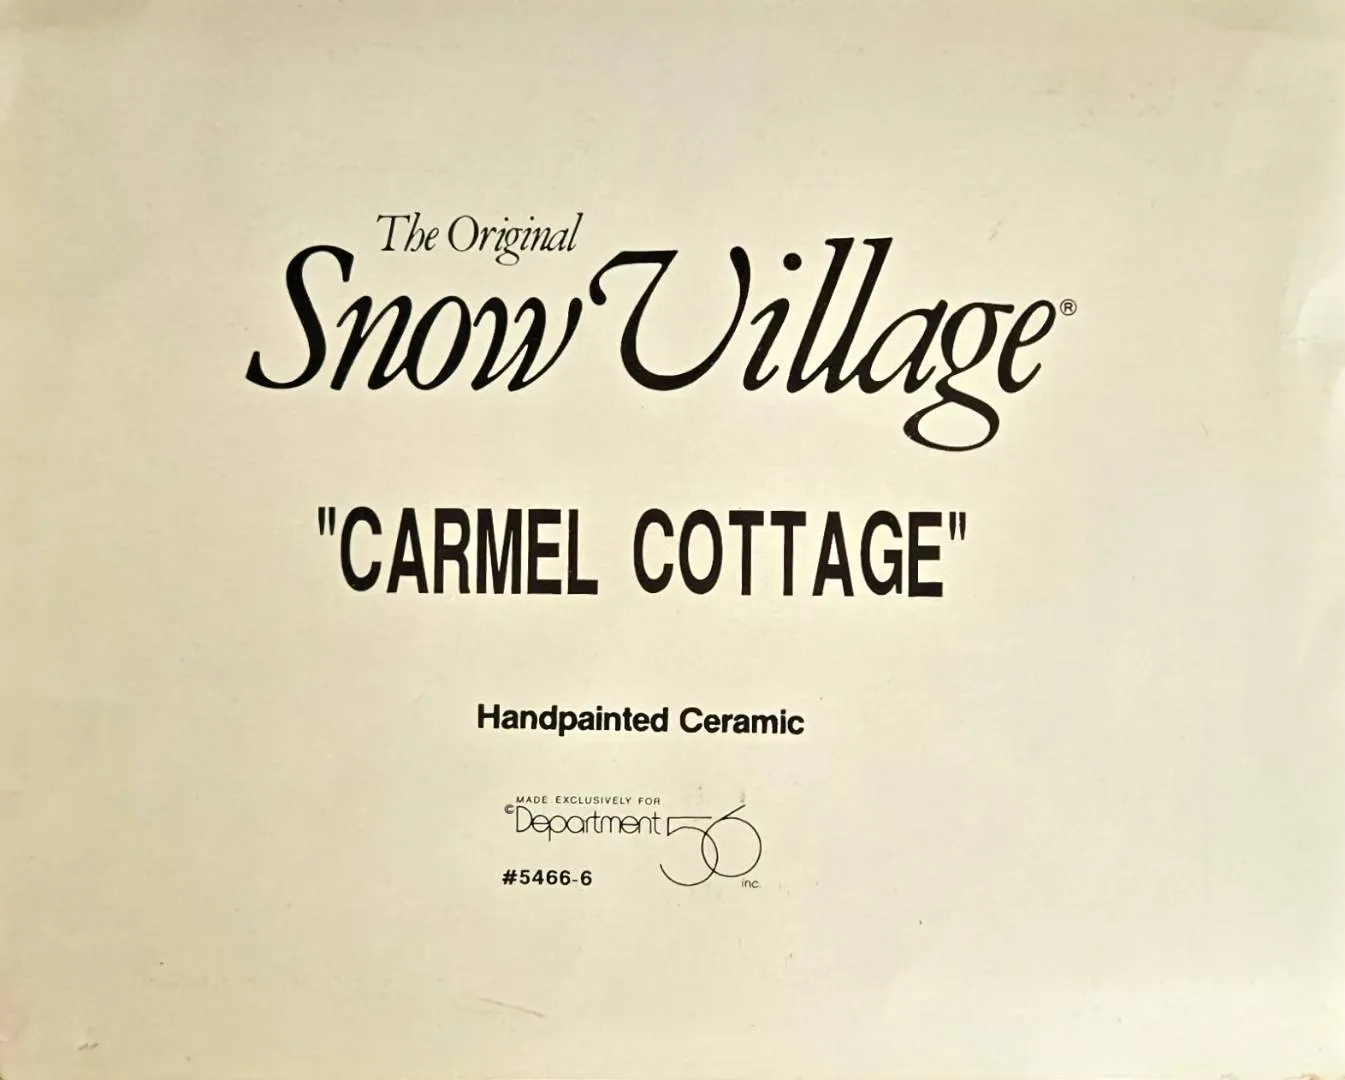 The Original
Snow Village®
"CARMEL COTTAGE"
Handpainted Ceramic
MADE EXCLUSIVELY FOR
©Department 56
inc.
#5466-6